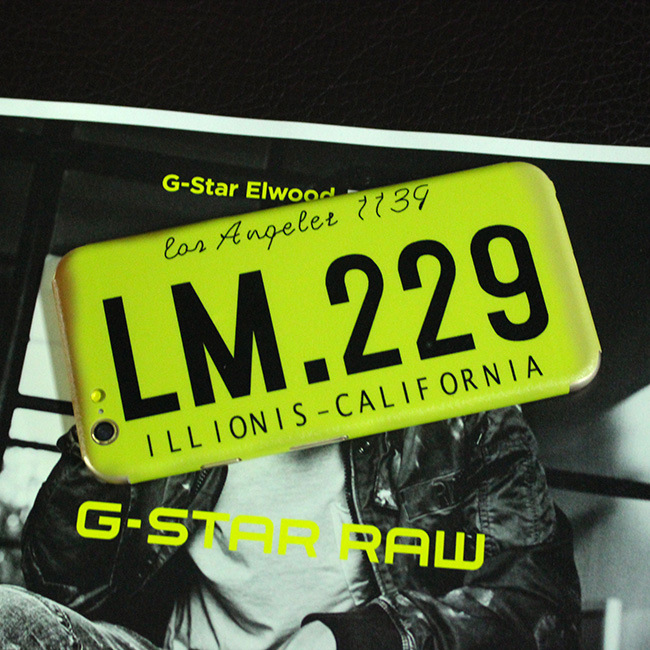 G-Star Elwood
Los Angeles 1139
LM.229
ILLIONIS-CALIFORNIA
G-STAR RAW